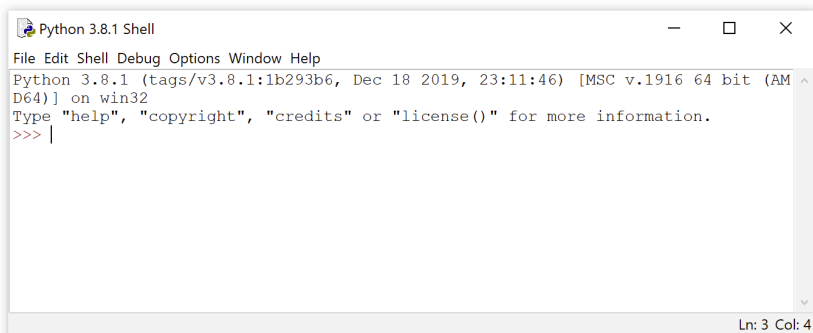 Python 3.8.1 Shell
File Edit Shell Debug Options Window Help
Python 3.8.1 (tags/v3.8.1:1b293b6, Dec 18 2019, 23:11:46) [MSC v.1916 64 bit (AM
D64)] on win32
Type "help", "copyright", "credits" or "license()" for more information.
>>>
Ln: 3 Col: 4